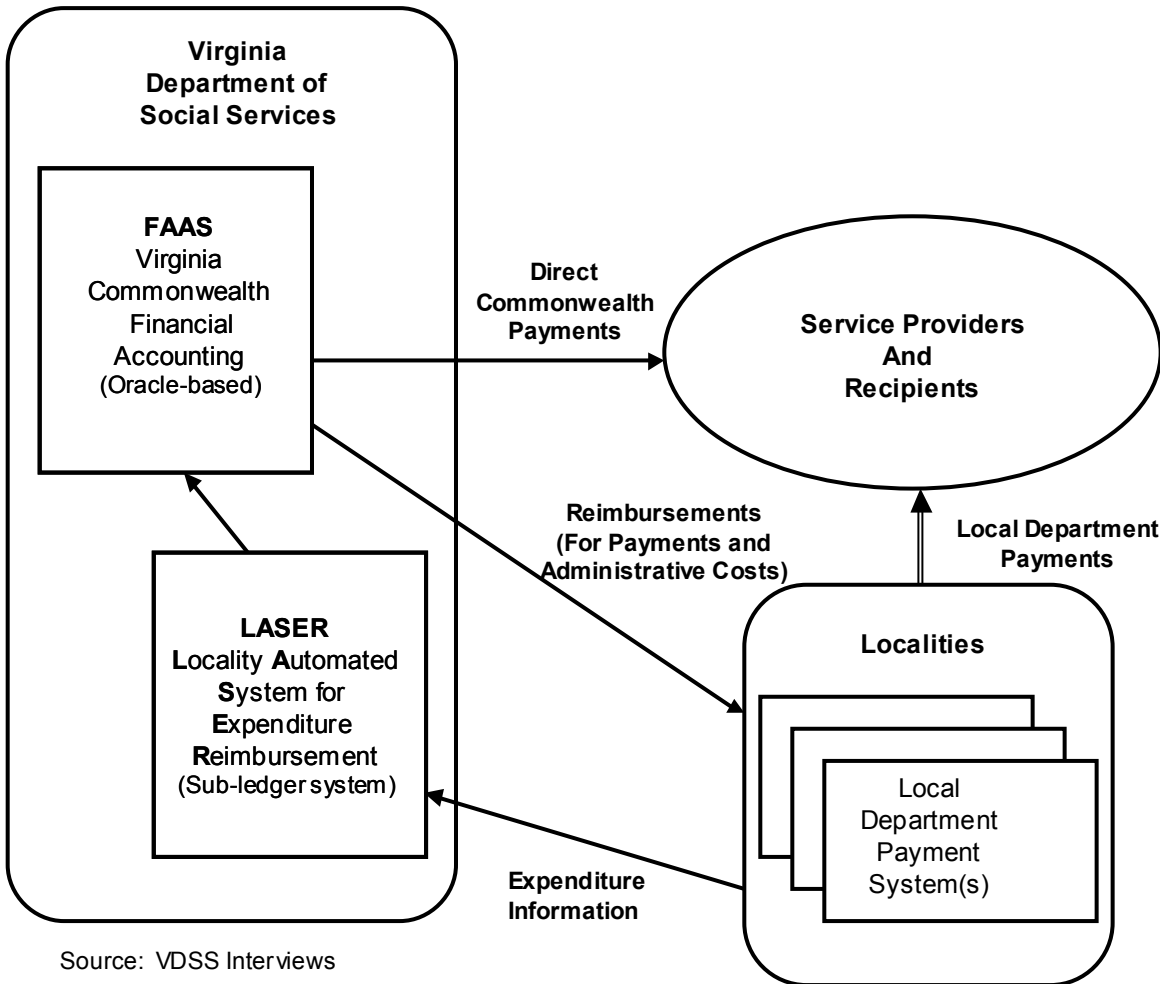 Virginia
Department of
Social Services
FAAS
Virginia
Commonwealth
Financial
Accounting
(Oracle-based)
Direct
Commonwealth
Payments
Service Providers
And
Recipients
Reimbursements
(For Payments and
Administrative Costs)
Local Department
Payments
LASER
Locality Automated
System for
Expenditure
Reimbursement
(Sub-ledger system)
Localities
Local
Department
Payment
System(s)
Expenditure
Information
Source: VDSS Interviews